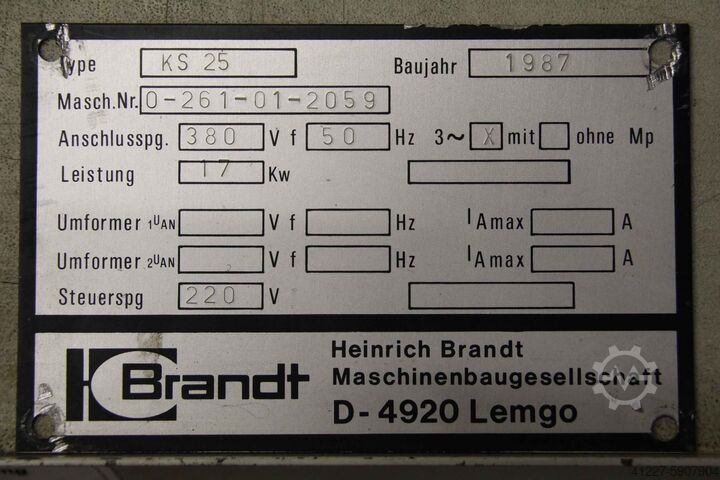 Type KS 25 Baujahr 1987
Masch.Nr. 0-261-01-2059
Anschlusspg. 380 V f 50 Hz 3~ X mit ohne Mp
Leistung 17 Kw
Umformer 1UAN V f Hz IAmax A
Umformer 2UAN 2 V f Hz IAmax A
Steuerspg 220 V
Brandt
Heinrich Brandt
Maschinenbaugesellschaft
D-4920 Lemgo
41227-5907904